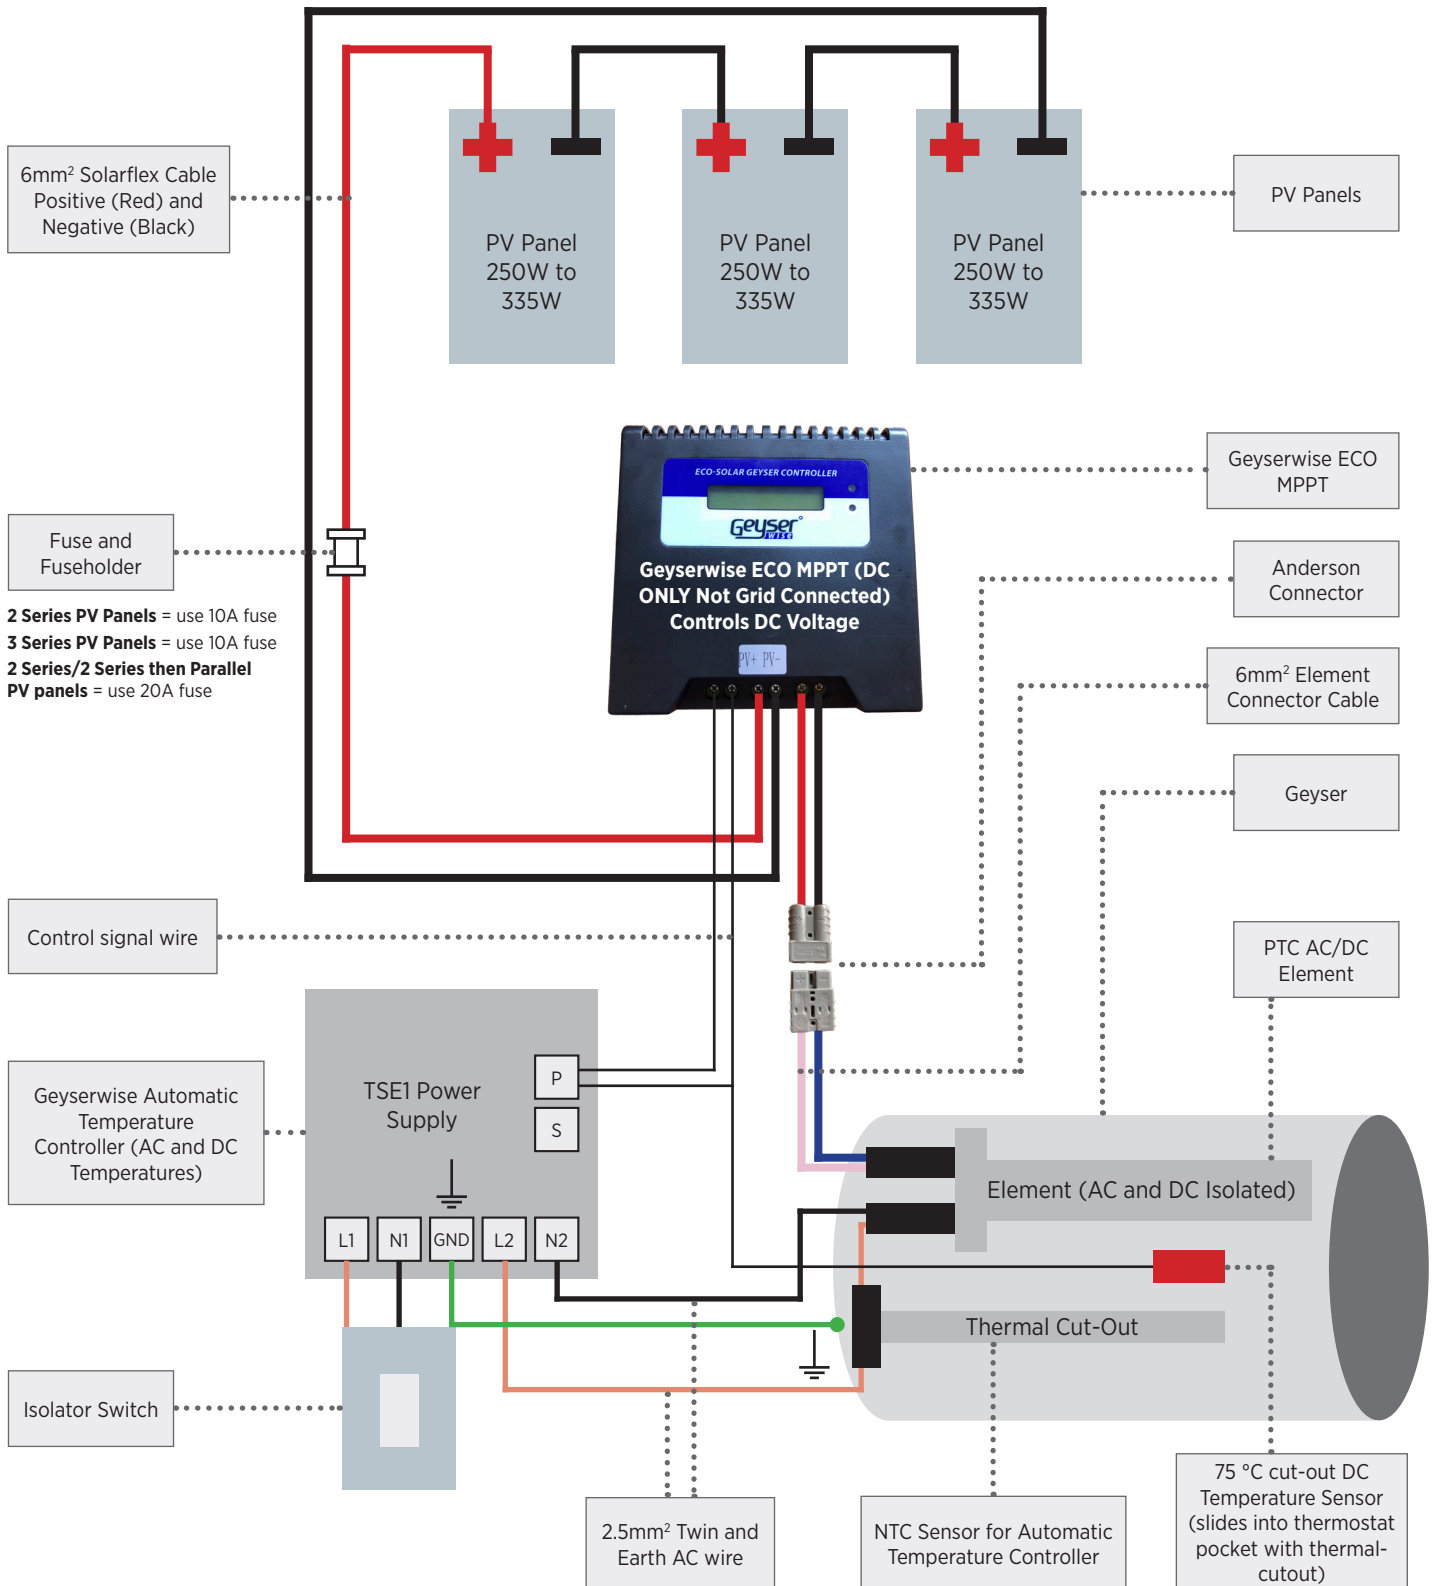 6mm² Solarflex Cable
Positive (Red) and
Negative (Black)
PV Panel
250W to
335W
PV Panel
250W to
335W
PV Panel
250W to
335W
PV Panels
ECO-SOLAR GEYSER CONTROLLER
Geyser
WISE
Geyserwise ECO MPPT (DC
ONLY Not Grid Connected)
Controls DC Voltage
PV+ PV-
Geyserwise ECO
MPPT
Fuse and
Fuseholder
2 Series PV Panels = use 10A fuse
3 Series PV Panels = use 10A fuse
2 Series/2 Series then Parallel
PV panels = use 20A fuse
Anderson
Connector
6mm² Element
Connector Cable
Geyser
Control signal wire
PTC AC/DC
Element
Geyserwise Automatic
Temperature
Controller (AC and DC
Temperatures)
TSE1 Power
Supply
P
S
L1
N1
GND
L2
N2
Element (AC and DC Isolated)
Thermal Cut-Out
Isolator Switch
2.5mm² Twin and
Earth AC wire
NTC Sensor for Automatic
Temperature Controller
75 °C cut-out DC
Temperature Sensor
(slides into thermostat
pocket with thermal-
cutout)